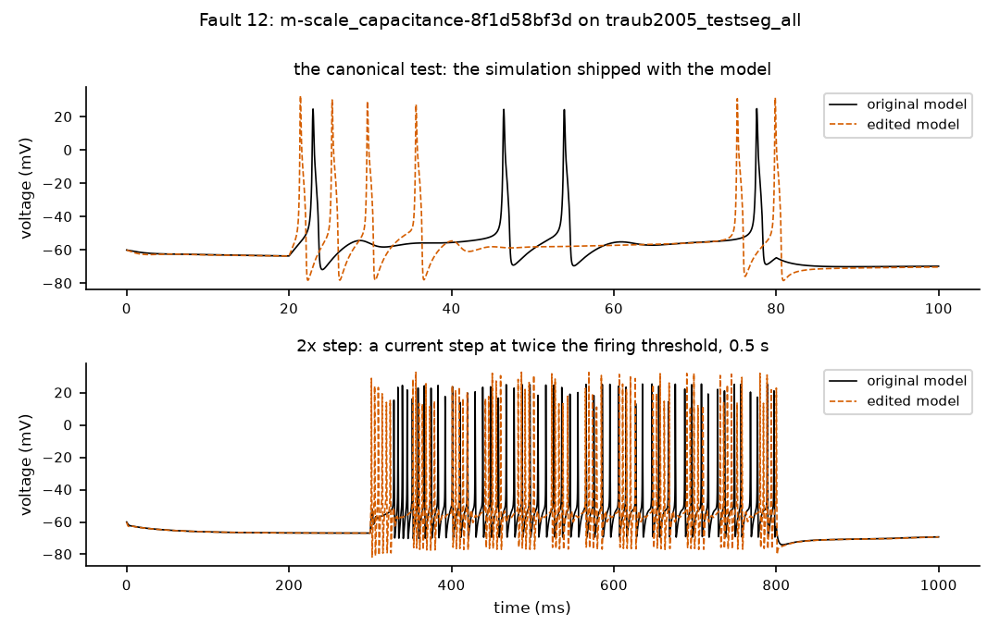 Fault 12: m-scale_capacitance-8f1d58bf3d on traub2005_testseg_all
the canonical test: the simulation shipped with the model
voltage (mV)
20
0
−20
−40
−60
−80
original model
edited model
0
20
40
60
80
100
2x step: a current step at twice the firing threshold, 0.5 s
voltage (mV)
20
0
−20
−40
−60
−80
original model
edited model
0
200
400
600
800
1000
time (ms)